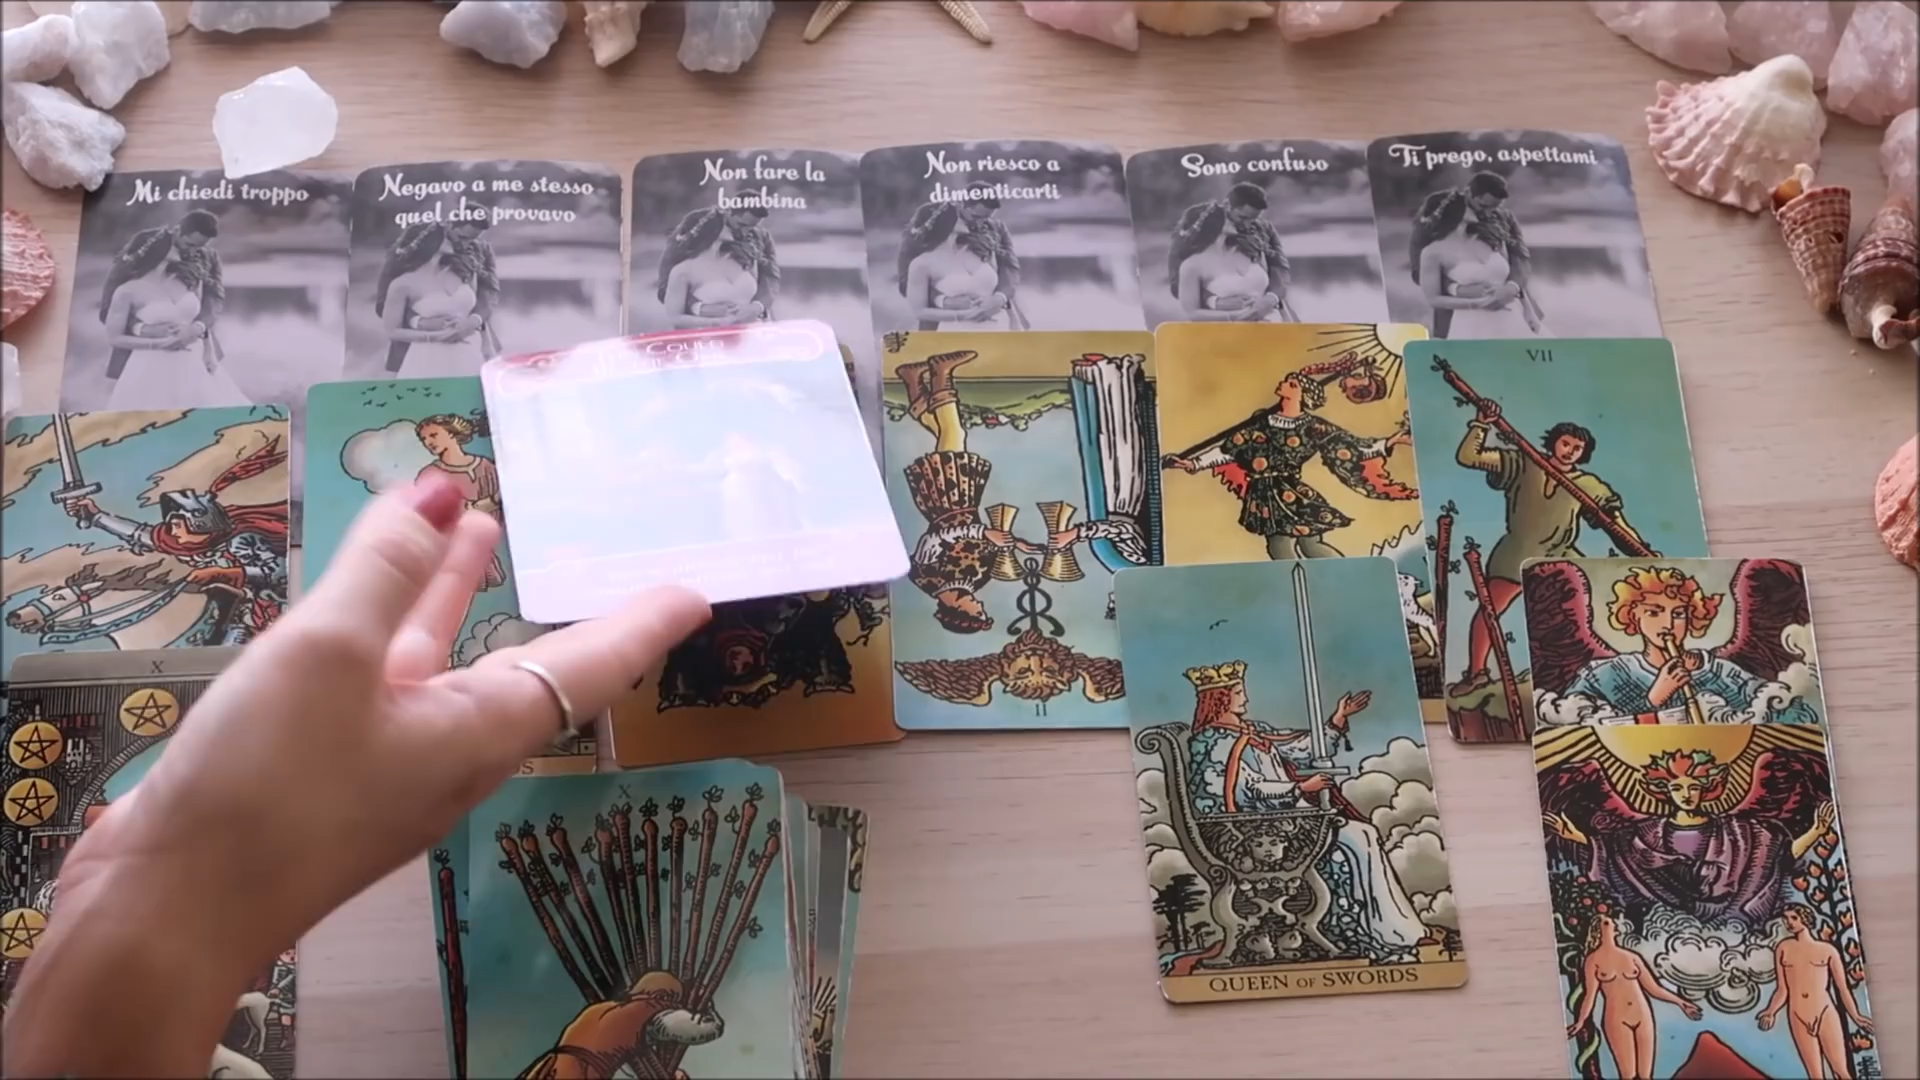 Mi chiedi troppo
Negavo a me stesso
quel che provavo
Non fare la
bambina
Non riesco a
dimenticarti
Sono confuso
Ti prego, aspettami
VII
X
II
X
QUEEN OF SWORDS